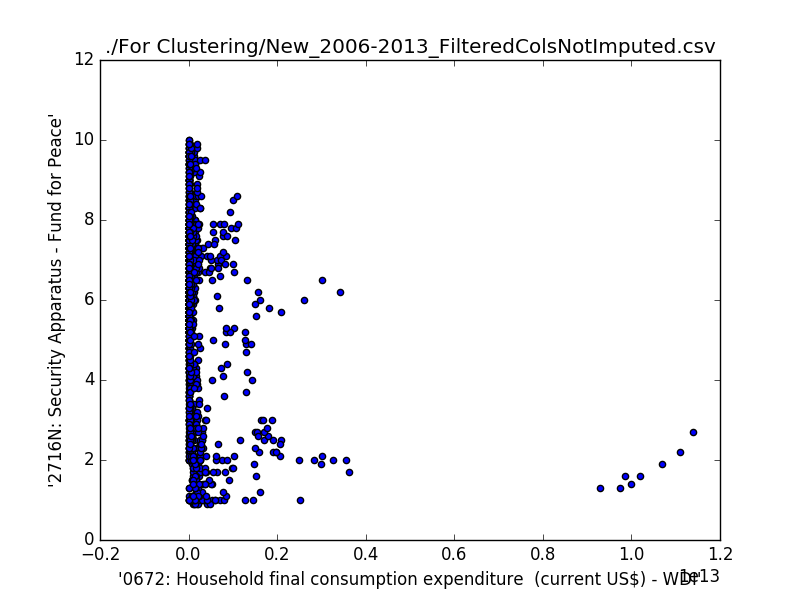 ./For Clustering/New_2006-2013_FilteredColsNotImputed.csv
12
10
8
6
4
2
0
'2716N: Security Apparatus - Fund for Peace'
−0.2 0.0 0.2 0.4 0.6 0.8 1.0 1.2
1e13
'0672: Household final consumption expenditure (current US$) - WDI'